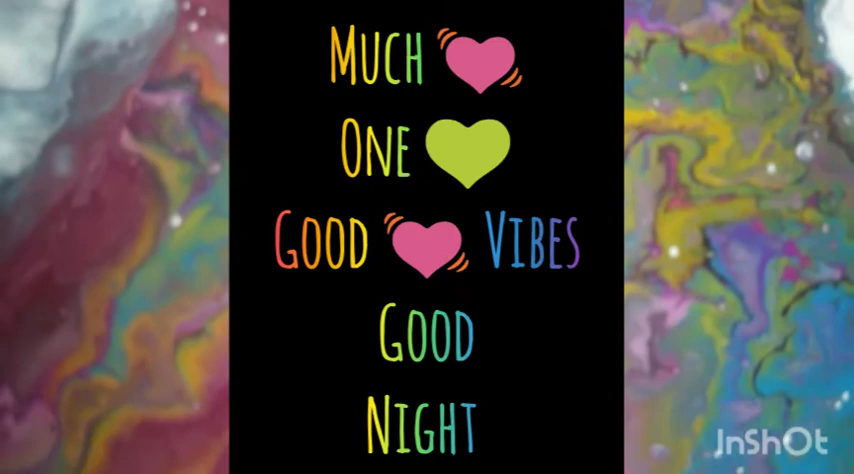 Much 💓
One 💚
Good 💓 Vibes
Good
Night
InShOt